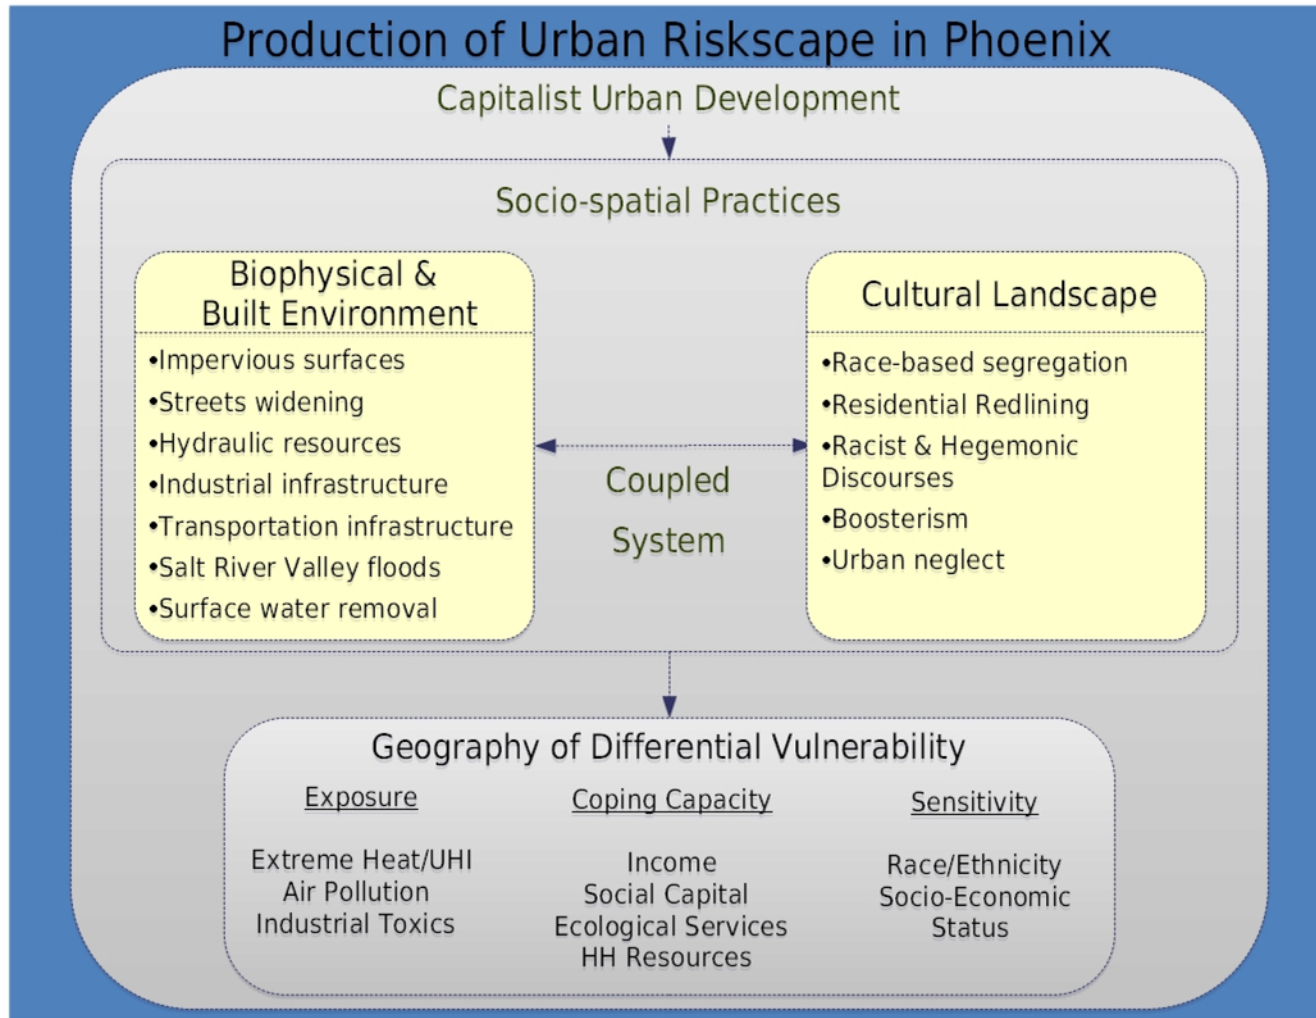 Production of Urban Riskscape in Phoenix
Capitalist Urban Development
Socio-spatial Practices
Biophysical &
Built Environment
•Impervious surfaces
•Streets widening
•Hydraulic resources
•Industrial infrastructure
•Transportation infrastructure
•Salt River Valley floods
•Surface water removal
Coupled
System
Cultural Landscape
•Race-based segregation
•Residential Redlining
•Racist & Hegemonic
Discourses
•Boosterism
•Urban neglect
Geography of Differential Vulnerability
Exposure
Extreme Heat/UHI
Air Pollution
Industrial Toxics
Coping Capacity
Income
Social Capital
Ecological Services
HH Resources
Sensitivity
Race/Ethnicity
Socio-Economic
Status